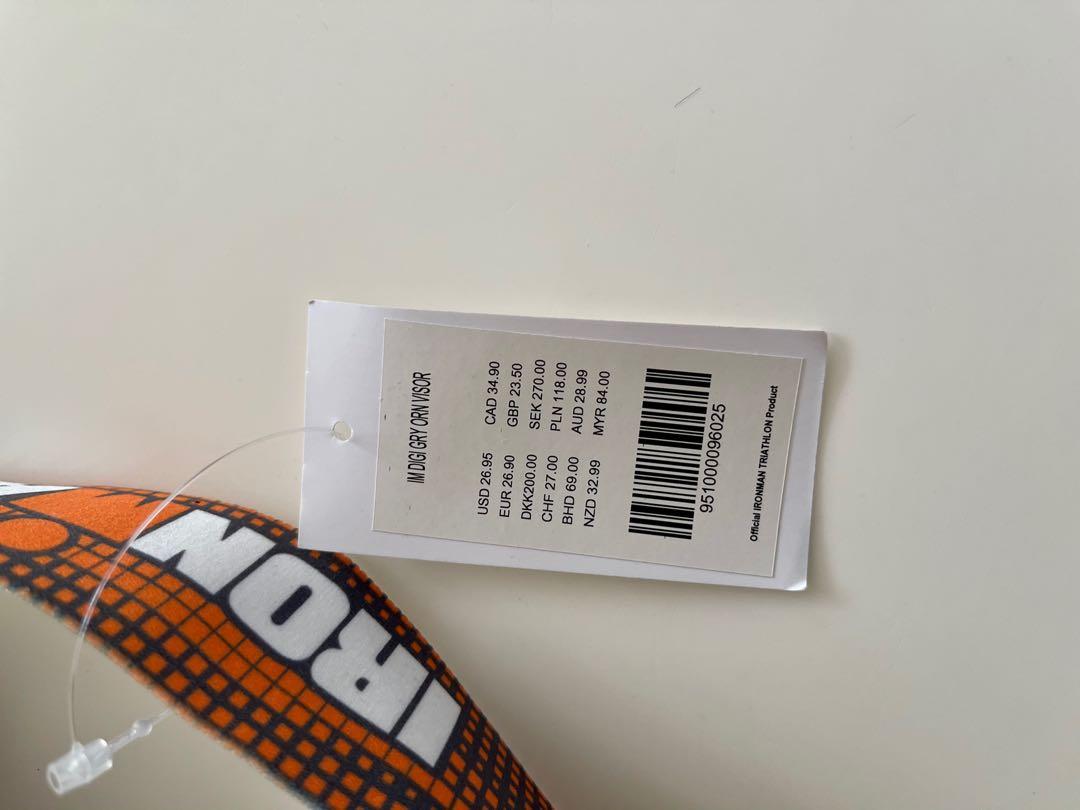 IM DIGI GRY ORN VISOR
USD 26.95 CAD 34.90
EUR 26.90 GBP 23.50
DKK200.00 SEK 270.00
CHF 27.00 PLN 118.00
BHD 69.00 AUD 28.99
NZD 32.99 MYR 84.00
951000096025
Official IRONMAN TRIATHLON Product
IRON